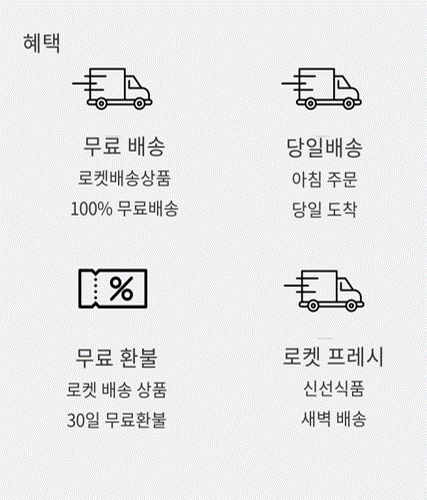 혜택
무료 배송
로켓배송상품
100% 무료배송
당일배송
아침 주문
당일 도착
%
무료 환불
로켓 배송 상품
30일 무료환불
로켓 프레시
신선식품
새벽 배송